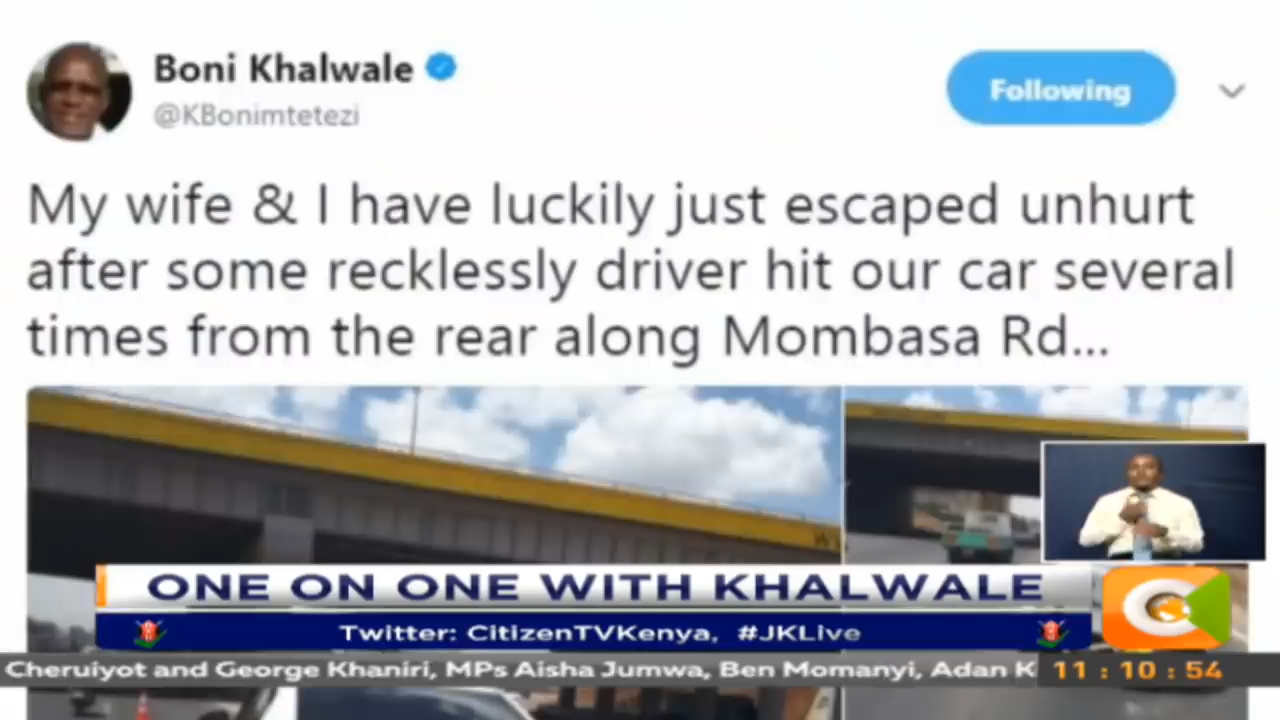 Boni Khalwale
@KBonimtetezi
Following
My wife & I have luckily just escaped unhurt
after some recklessly driver hit our car several
times from the rear along Mombasa Rd...
ONE ON ONE WITH KHALWALE
Twitter: CitizenTVKenya, #JKLive
Cheruiyot and George Khaniri, MPs Aisha Jumwa, Ben Momanyi, Adan K
11 : 10 : 54